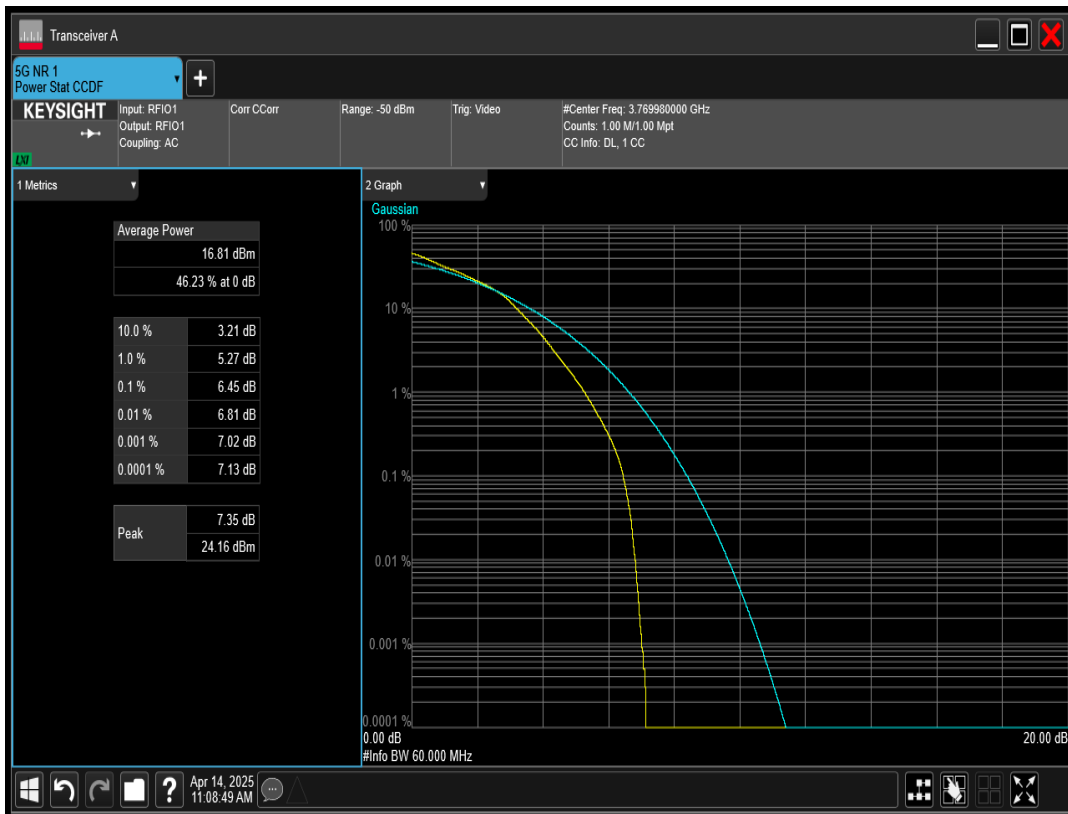 Transceiver A
5G NR 1
Power Stat CCDF
+
KEYSIGHT
LXI
Input: RFIO1
Output: RFIO1
Coupling: AC
Corr CCorr
Range: -50 dBm
Trig: Video
#Center Freq: 3.769980000 GHz
Counts: 1.00 M/1.00 Mpt
CC Info: DL, 1 CC
1 Metrics
Average Power
16.81 dBm
46.23 % at 0 dB
10.0 % 3.21 dB
1.0 % 5.27 dB
0.1 % 6.45 dB
0.01 % 6.81 dB
0.001 % 7.02 dB
0.0001 % 7.13 dB
Peak 7.35 dB
24.16 dBm
2 Graph
Gaussian
100 %
10 %
1 %
0.1 %
0.01 %
0.001 %
0.0001 %
0.00 dB 20.00 dB
#Info BW 60.000 MHz
?
Apr 14, 2025
11:08:49 AM